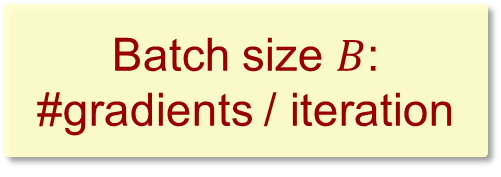 Batch size 𝐵:
#gradients / iteration